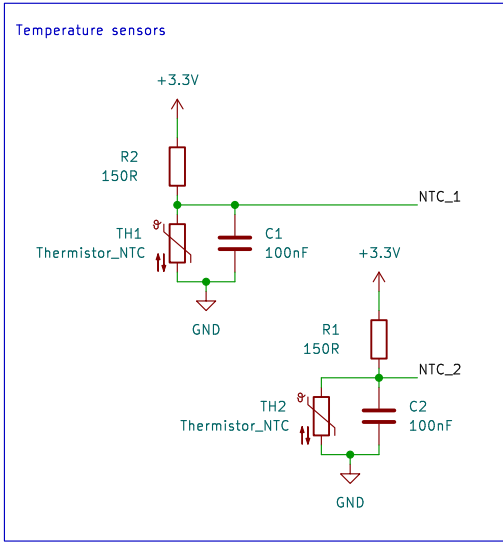 Temperature sensors
+3.3V
R2
150R
NTC_1
TH1
Thermistor_NTC
C1
100nF
GND
+3.3V
R1
150R
NTC_2
TH2
Thermistor_NTC
C2
100nF
GND